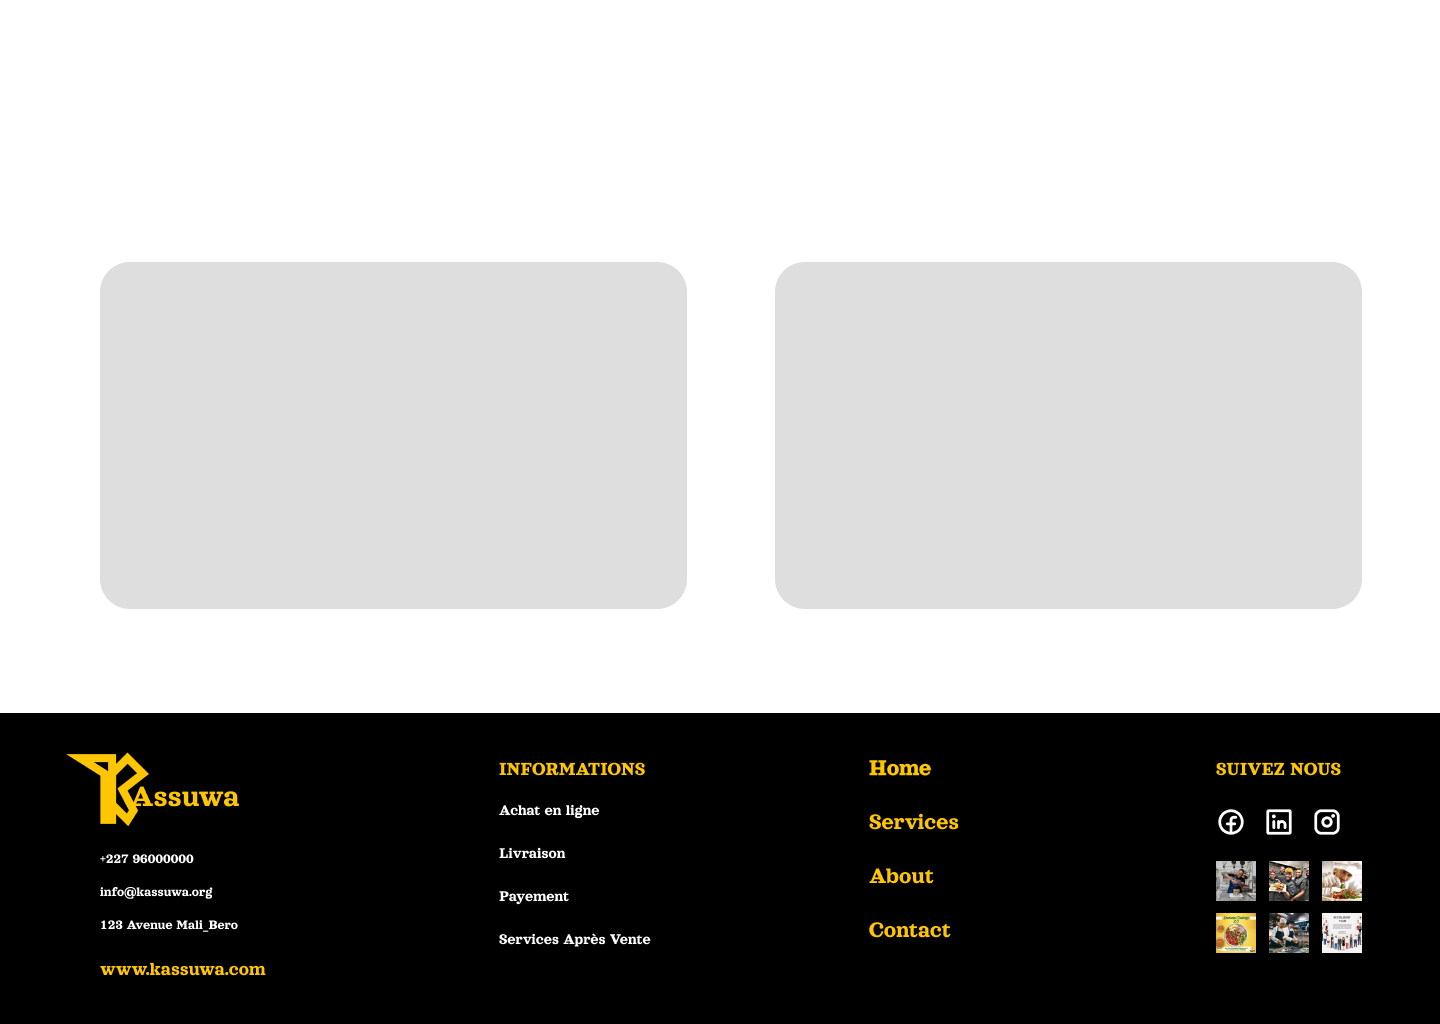 KAssuwa
+227 96000000
info@kassuwa.org
123 Avenue Mali_Bero
www.kassuwa.com
INFORMATIONS
Achat en ligne
Livraison
Payement
Services Après Vente
Home
Services
About
Contact
SUIVEZ NOUS